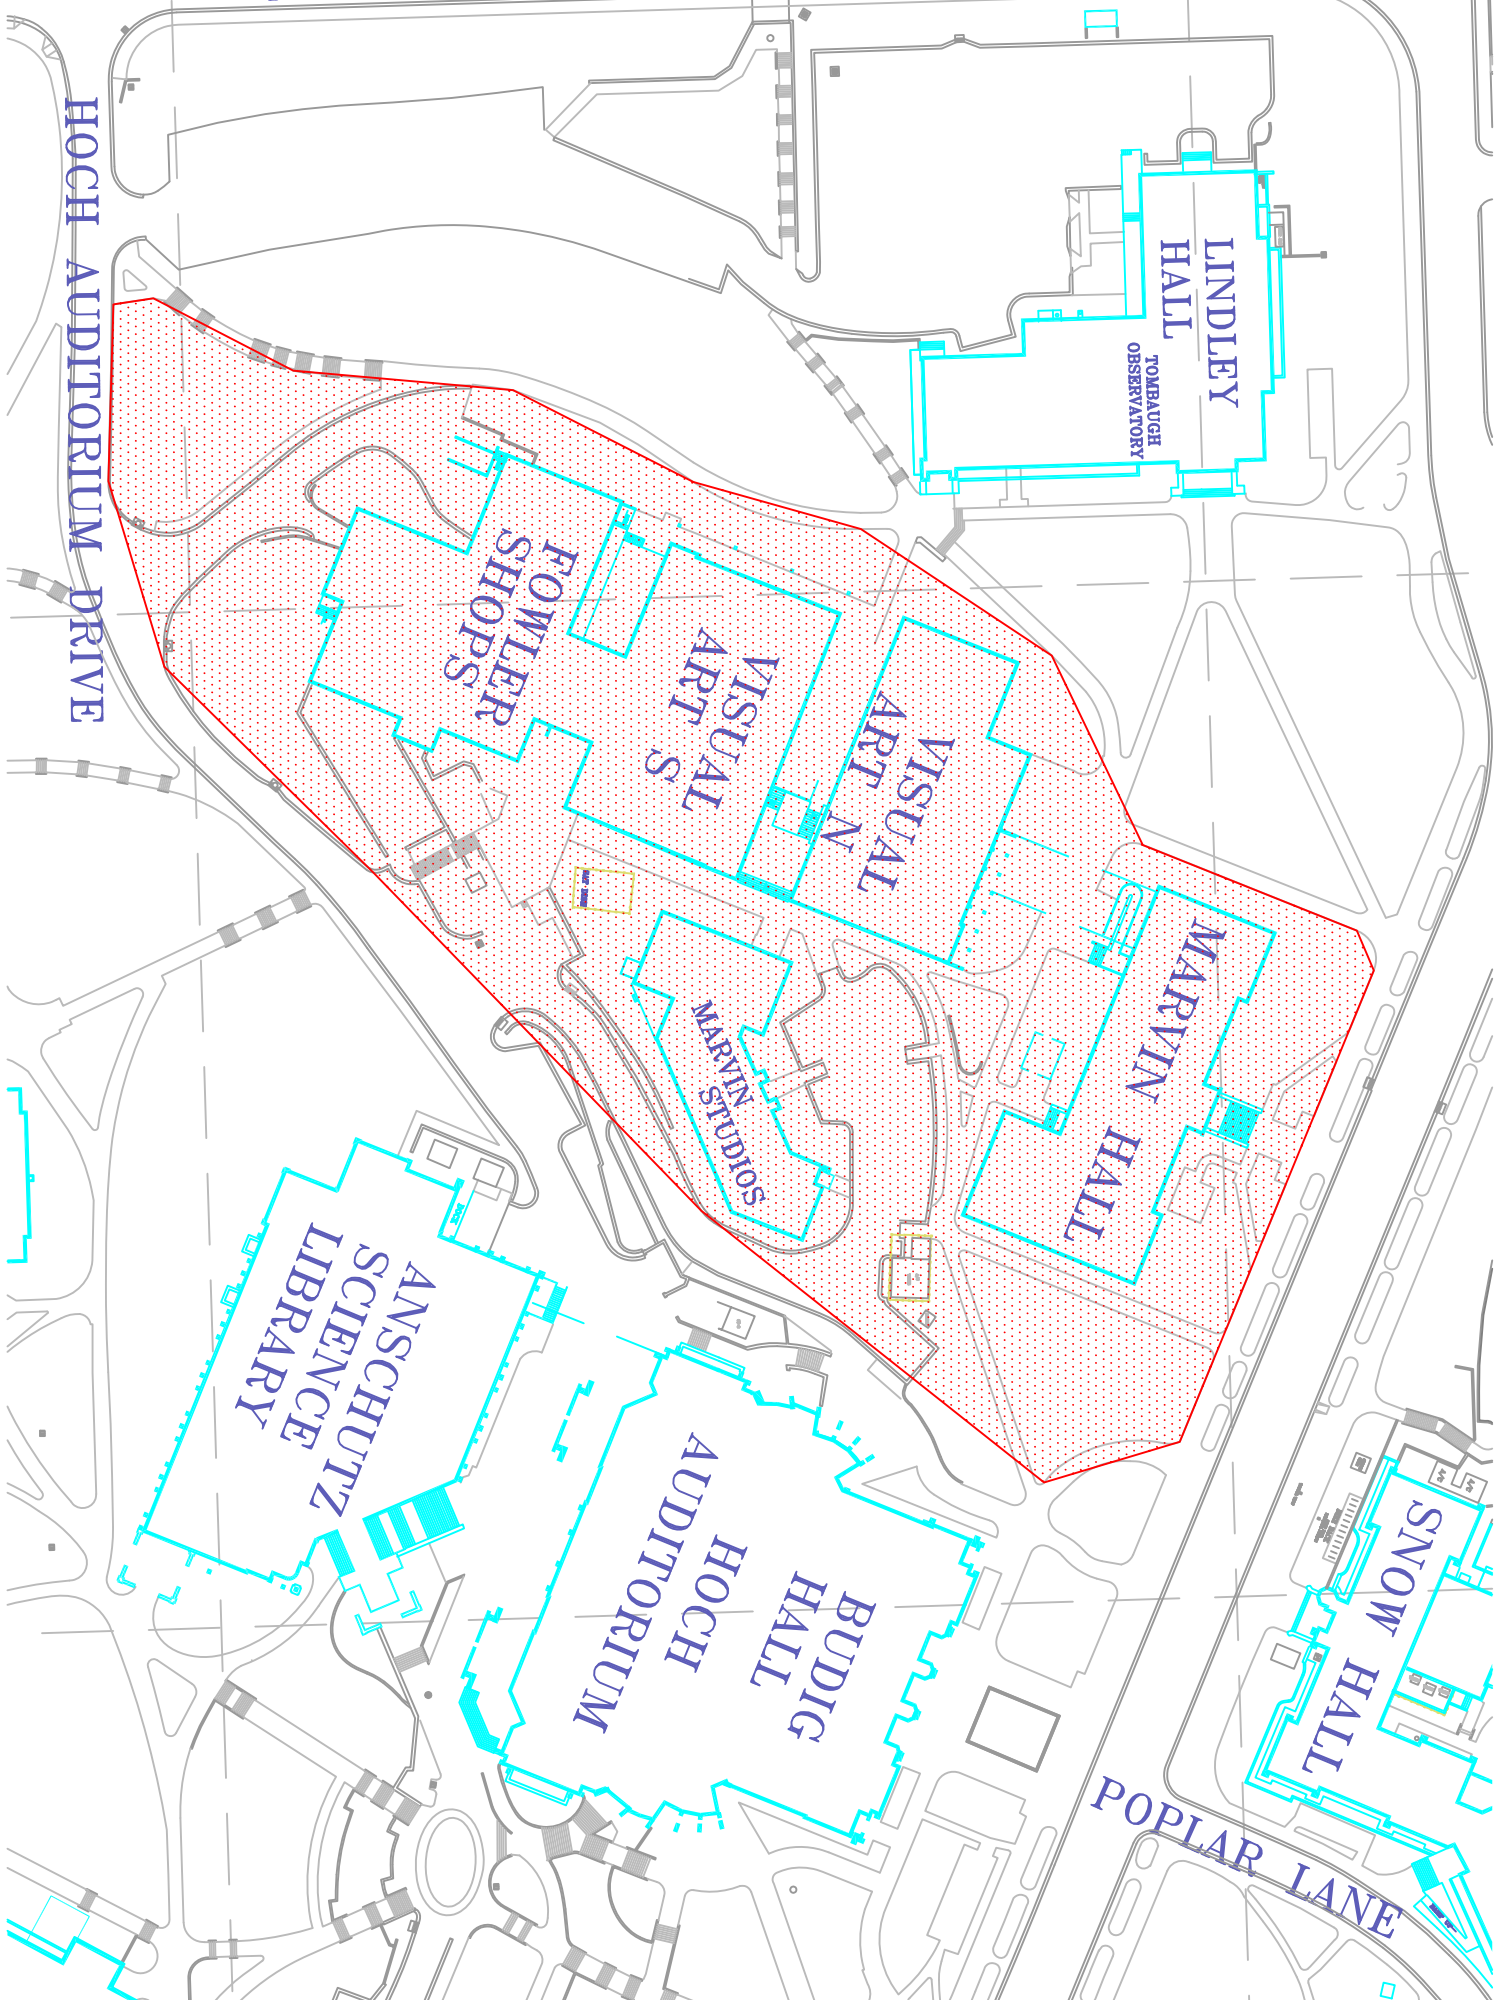 HOCH AUDITORIUM DRIVE
LINDLEY
HALL
TOMBAUGH
OBSERVATORY
FOWLER
SHOPS
VISUAL
ART S
VISUAL
ART N
MARVIN HALL
MARVIN STUDIOS
ANSCHUTZ
SCIENCE
LIBRARY
DOCK
BUDIG
HALL
HOCH
AUDITORIUM
SNOW HALL
POPLAR LANE